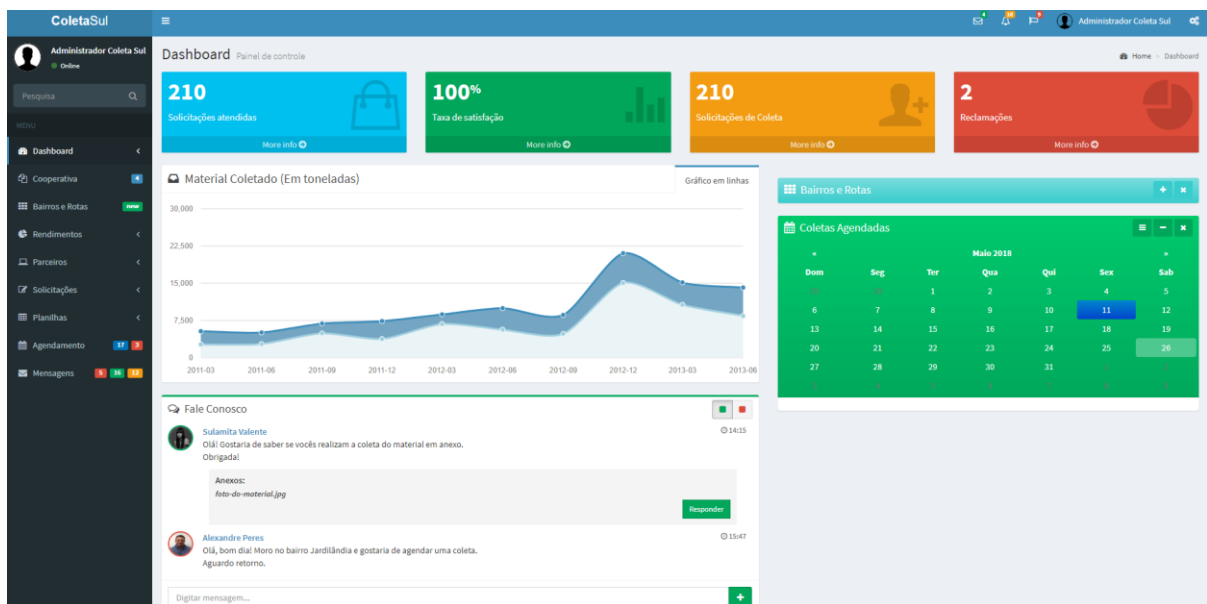 ColetaSul
4
10
9
Administrador Coleta Sul
Administrador Coleta Sul
Online
Pesquisa
MENU
Dashboard
Cooperativa 4
Bairros e Rotas new
Rendimentos
Parceiros
Solicitações
Planilhas
Agendamento 17 3
Mensagens 5 16 12
Dashboard Painel de controle
Home > Dashboard
210
Solicitações atendidas
More info
100%
Taxa de satisfação
More info
210
Solicitações de Coleta
More info
2
Reclamações
More info
Material Coletado (Em toneladas)
Gráfico em linhas
30,000
22,500
15,000
7,500
0
2011-03 2011-06 2011-09 2011-12 2012-03 2012-06 2012-09 2012-12 2013-03 2013-06
Bairros e Rotas
Coletas Agendadas
« Maio 2018 »
Dom Seg Ter Qua Qui Sex Sab
1 2 3 4 5
6 7 8 9 10 11 12
13 14 15 16 17 18 19
20 21 22 23 24 25 26
27 28 29 30 31
Fale Conosco
Sulamita Valente 14:15
Olá! Gostaria de saber se vocês realizam a coleta do material em anexo.
Obrigada!
Anexos:
foto-do-material.jpg
Responder
Alexandre Peres 15:47
Olá, bom dia! Moro no bairro Jardilândia e gostaria de agendar uma coleta.
Aguardo retorno.
Digitar mensagem...